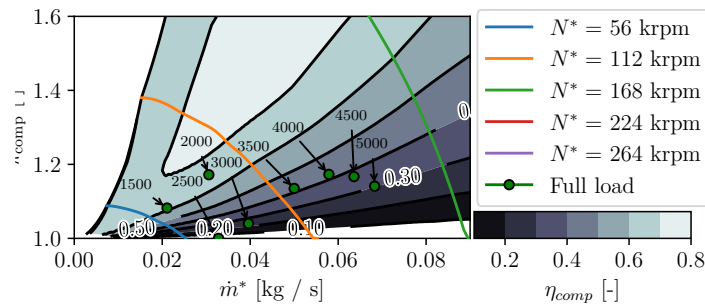 1.6
1.4
1.2
1.0
comp [-]
0.00
0.02
0.04
0.06
0.08
ṁ* [kg / s]
1500
2000
2500
3000
3500
4000
4500
5000
0.50
0.20
0.10
0.30
N* = 56 krpm
N* = 112 krpm
N* = 168 krpm
N* = 224 krpm
N* = 264 krpm
Full load
0.2
0.4
0.6
0.8
η_comp [-]